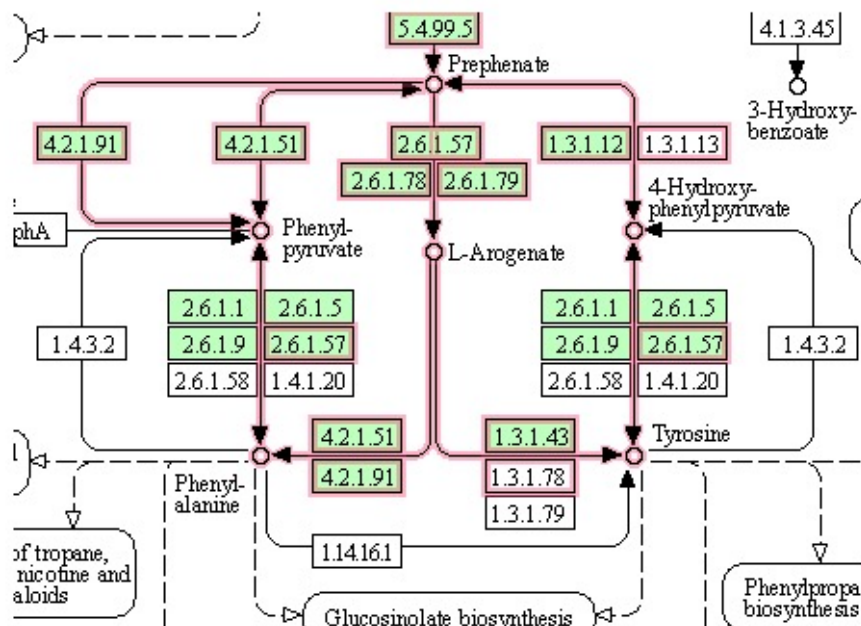 5.4.99.5
4.1.3.45
Prephenate
3-Hydroxy-
benzoate
4.2.1.91
4.2.1.51
2.6.1.57
1.3.1.12
1.3.1.13
2.6.1.78
2.6.1.79
4-Hydroxy-
phenylpyruvate
phA
Phenyl-
pyruvate
L-Arogenate
2.6.1.1
2.6.1.5
2.6.1.1
2.6.1.5
1.4.3.2
2.6.1.9
2.6.1.57
2.6.1.9
2.6.1.57
1.4.3.2
2.6.1.58
1.4.1.20
2.6.1.58
1.4.1.20
4.2.1.51
1.3.1.43
Tyrosine
4.2.1.91
1.3.1.78
Phenyl-
alanine
1.3.1.79
of tropane,
nicotine and
aloids
1.14.16.1
Phenylpropa
biosynthesis
Glucosinolate biosynthesis